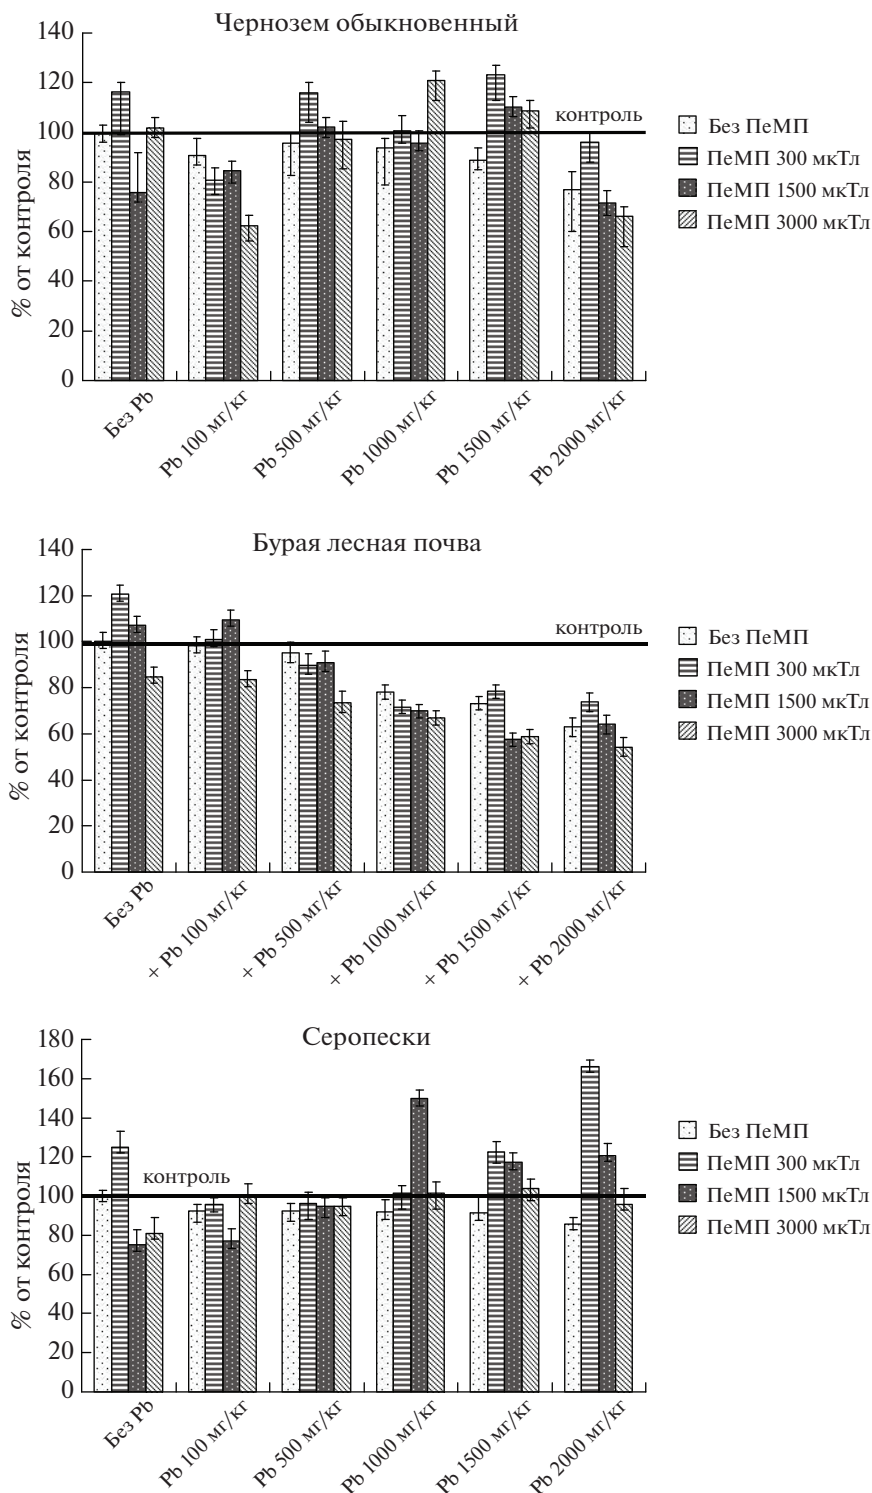 Чернозем обыкновенный
140
120
100
80
60
40
20
0
% от контроля
контроль
Без ПеМП
ПеМП 300 мкТл
ПеМП 1500 мкТл
ПеМП 3000 мкТл
Без Pb
Pb 100 мг/кг
Pb 500 мг/кг
Pb 1000 мг/кг
Pb 1500 мг/кг
Pb 2000 мг/кг
Бурая лесная почва
140
120
100
80
60
40
20
0
% от контроля
контроль
Без ПеМП
ПеМП 300 мкТл
ПеМП 1500 мкТл
ПеМП 3000 мкТл
Без Pb
+ Pb 100 мг/кг
+ Pb 500 мг/кг
+ Pb 1000 мг/кг
+ Pb 1500 мг/кг
+ Pb 2000 мг/кг
Серопески
180
160
140
120
100
80
60
40
20
0
% от контроля
контроль
Без ПеМП
ПеМП 300 мкТл
ПеМП 1500 мкТл
ПеМП 3000 мкТл
Без Pb
Pb 100 мг/кг
Pb 500 мг/кг
Pb 1000 мг/кг
Pb 1500 мг/кг
Pb 2000 мг/кг